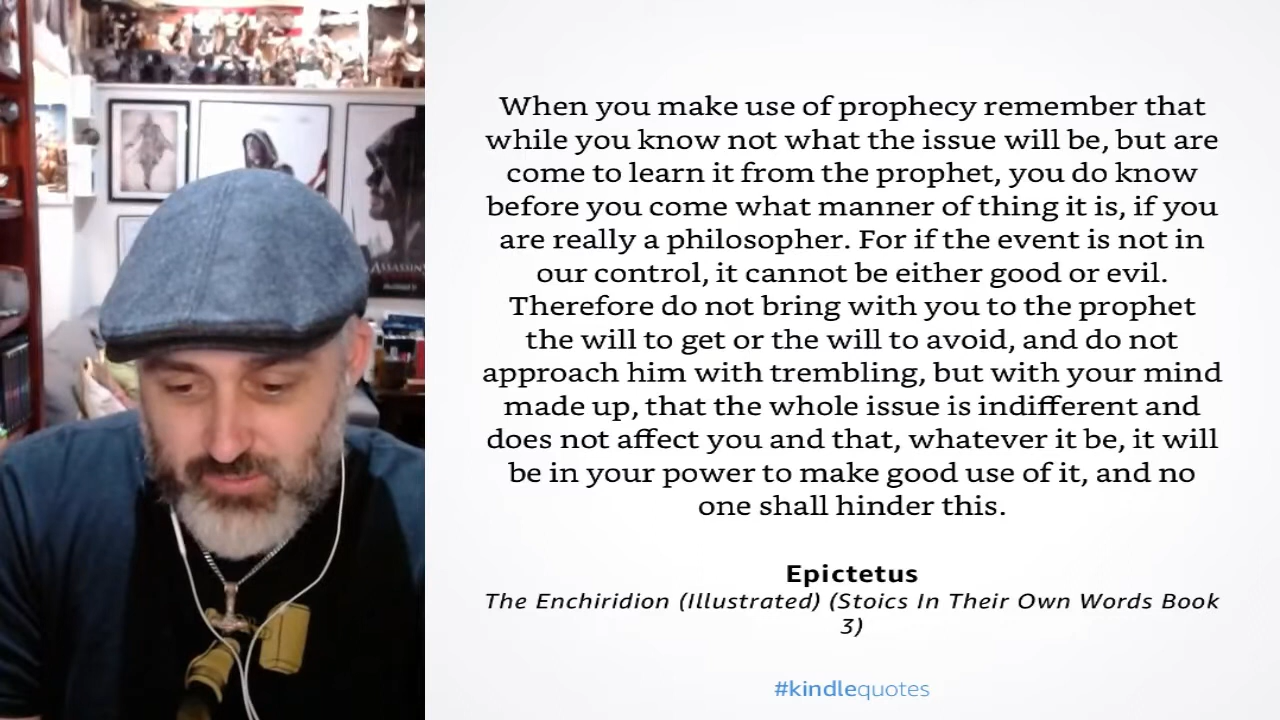 ASSASSIN
When you make use of prophecy remember that
while you know not what the issue will be, but are
come to learn it from the prophet, you do know
before you come what manner of thing it is, if you
are really a philosopher. For if the event is not in
our control, it cannot be either good or evil.
Therefore do not bring with you to the prophet
the will to get or the will to avoid, and do not
approach him with trembling, but with your mind
made up, that the whole issue is indifferent and
does not affect you and that, whatever it be, it will
be in your power to make good use of it, and no
one shall hinder this.
Epictetus
The Enchiridion (Illustrated) (Stoics In Their Own Words Book
3)
#kindlequotes